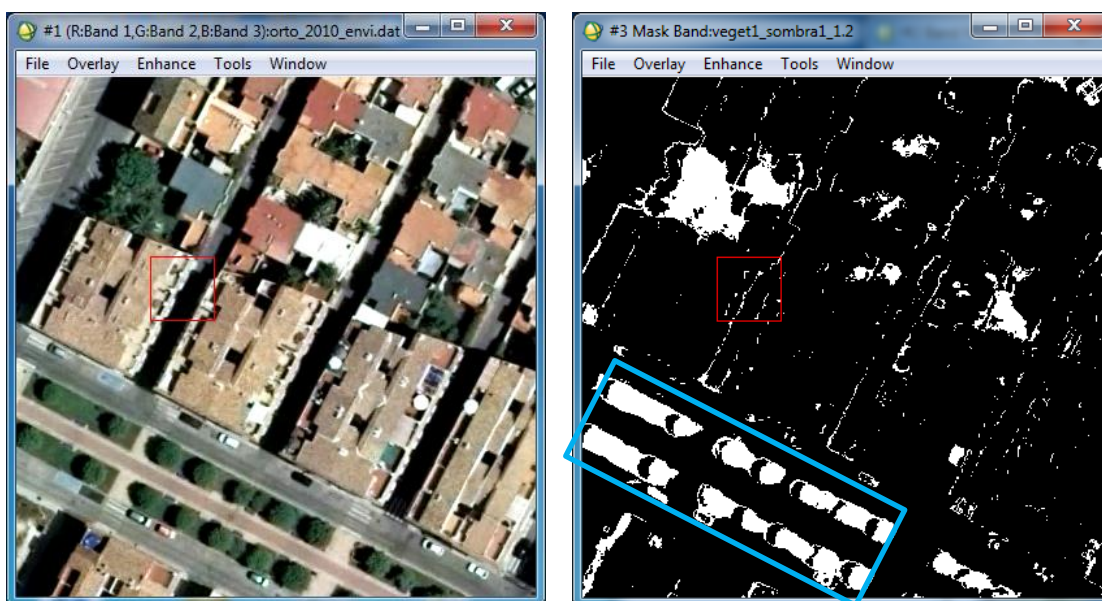 #1 (R:Band 1,G:Band 2,B:Band 3):orto_2010_envi.dat
File Overlay Enhance Tools Window
#3 Mask Band:veget1_sombra1_1.2
File Overlay Enhance Tools Window